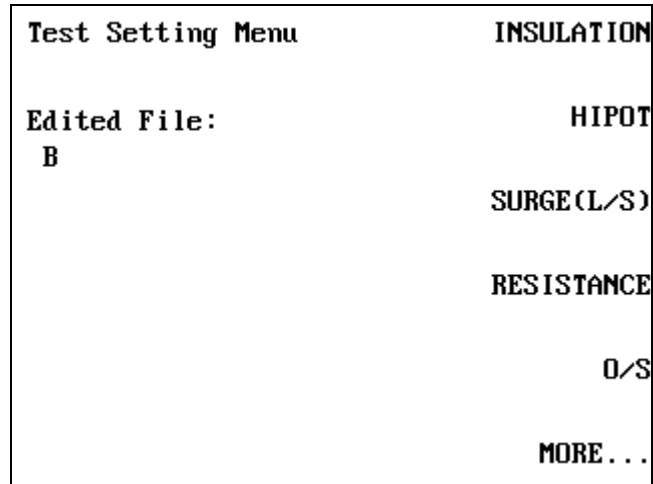 Test Setting Menu
INSULATION
Edited File:
HIPOT
B
SURGE(L/S)
RESISTANCE
O/S
MORE...